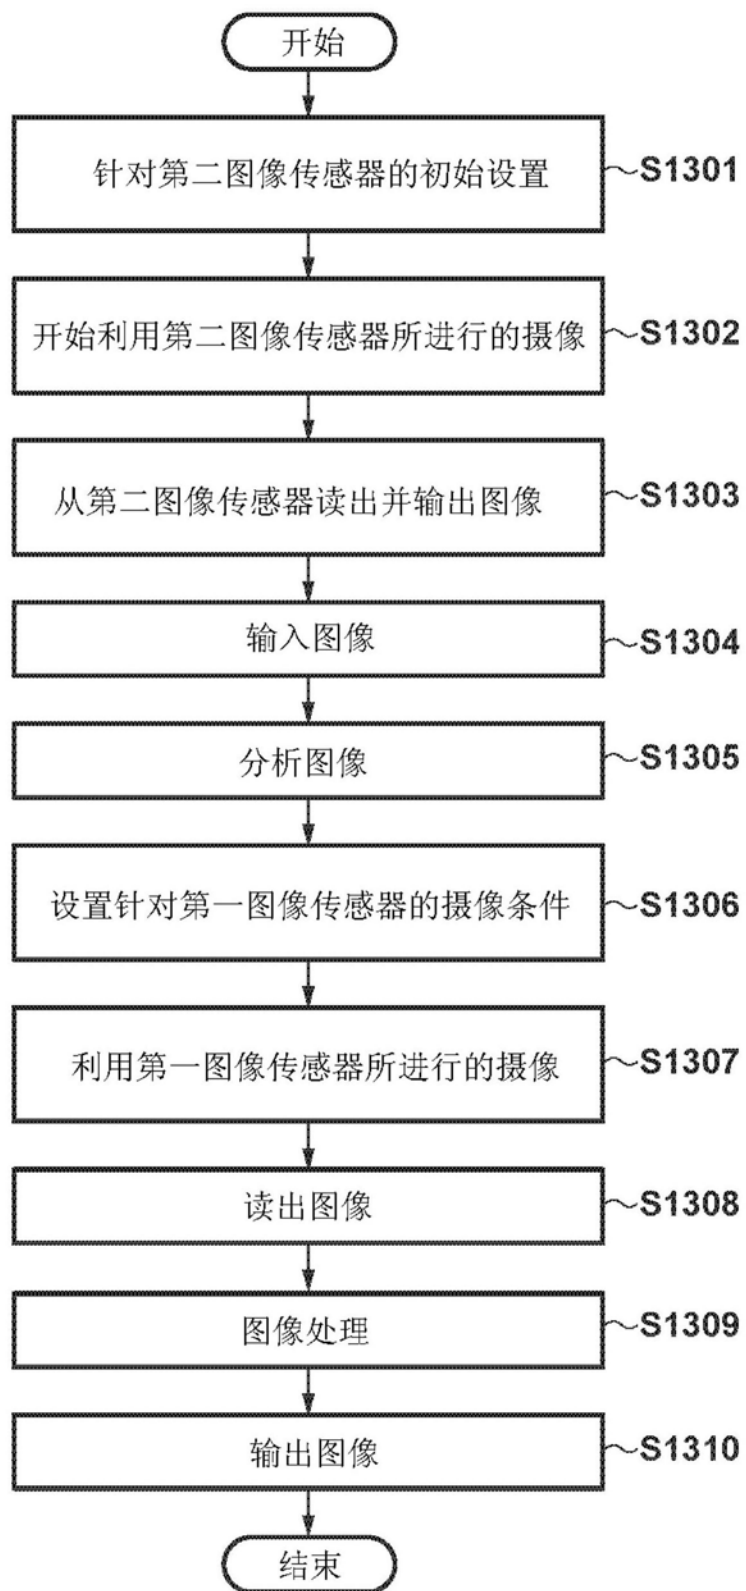 开始
针对第二图像传感器的初始设置
S1301
开始利用第二图像传感器所进行的摄像
S1302
从第二图像传感器读出并输出图像
S1303
输入图像
S1304
分析图像
S1305
设置针对第一图像传感器的摄像条件
S1306
利用第一图像传感器所进行的摄像
S1307
读出图像
S1308
图像处理
S1309
输出图像
S1310
结束